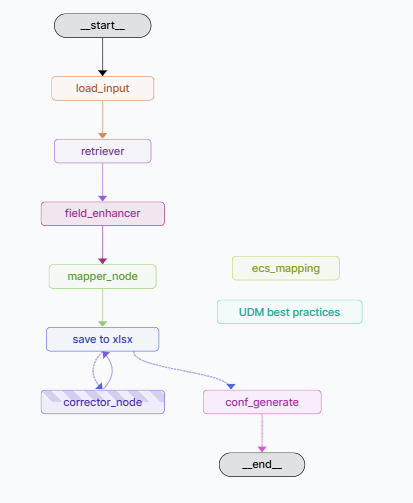 __start__
load_input
retriever
field_enhancer
mapper_node
ecs_mapping
UDM best practices
save to xlsx
corrector_node
conf_generate
__end__